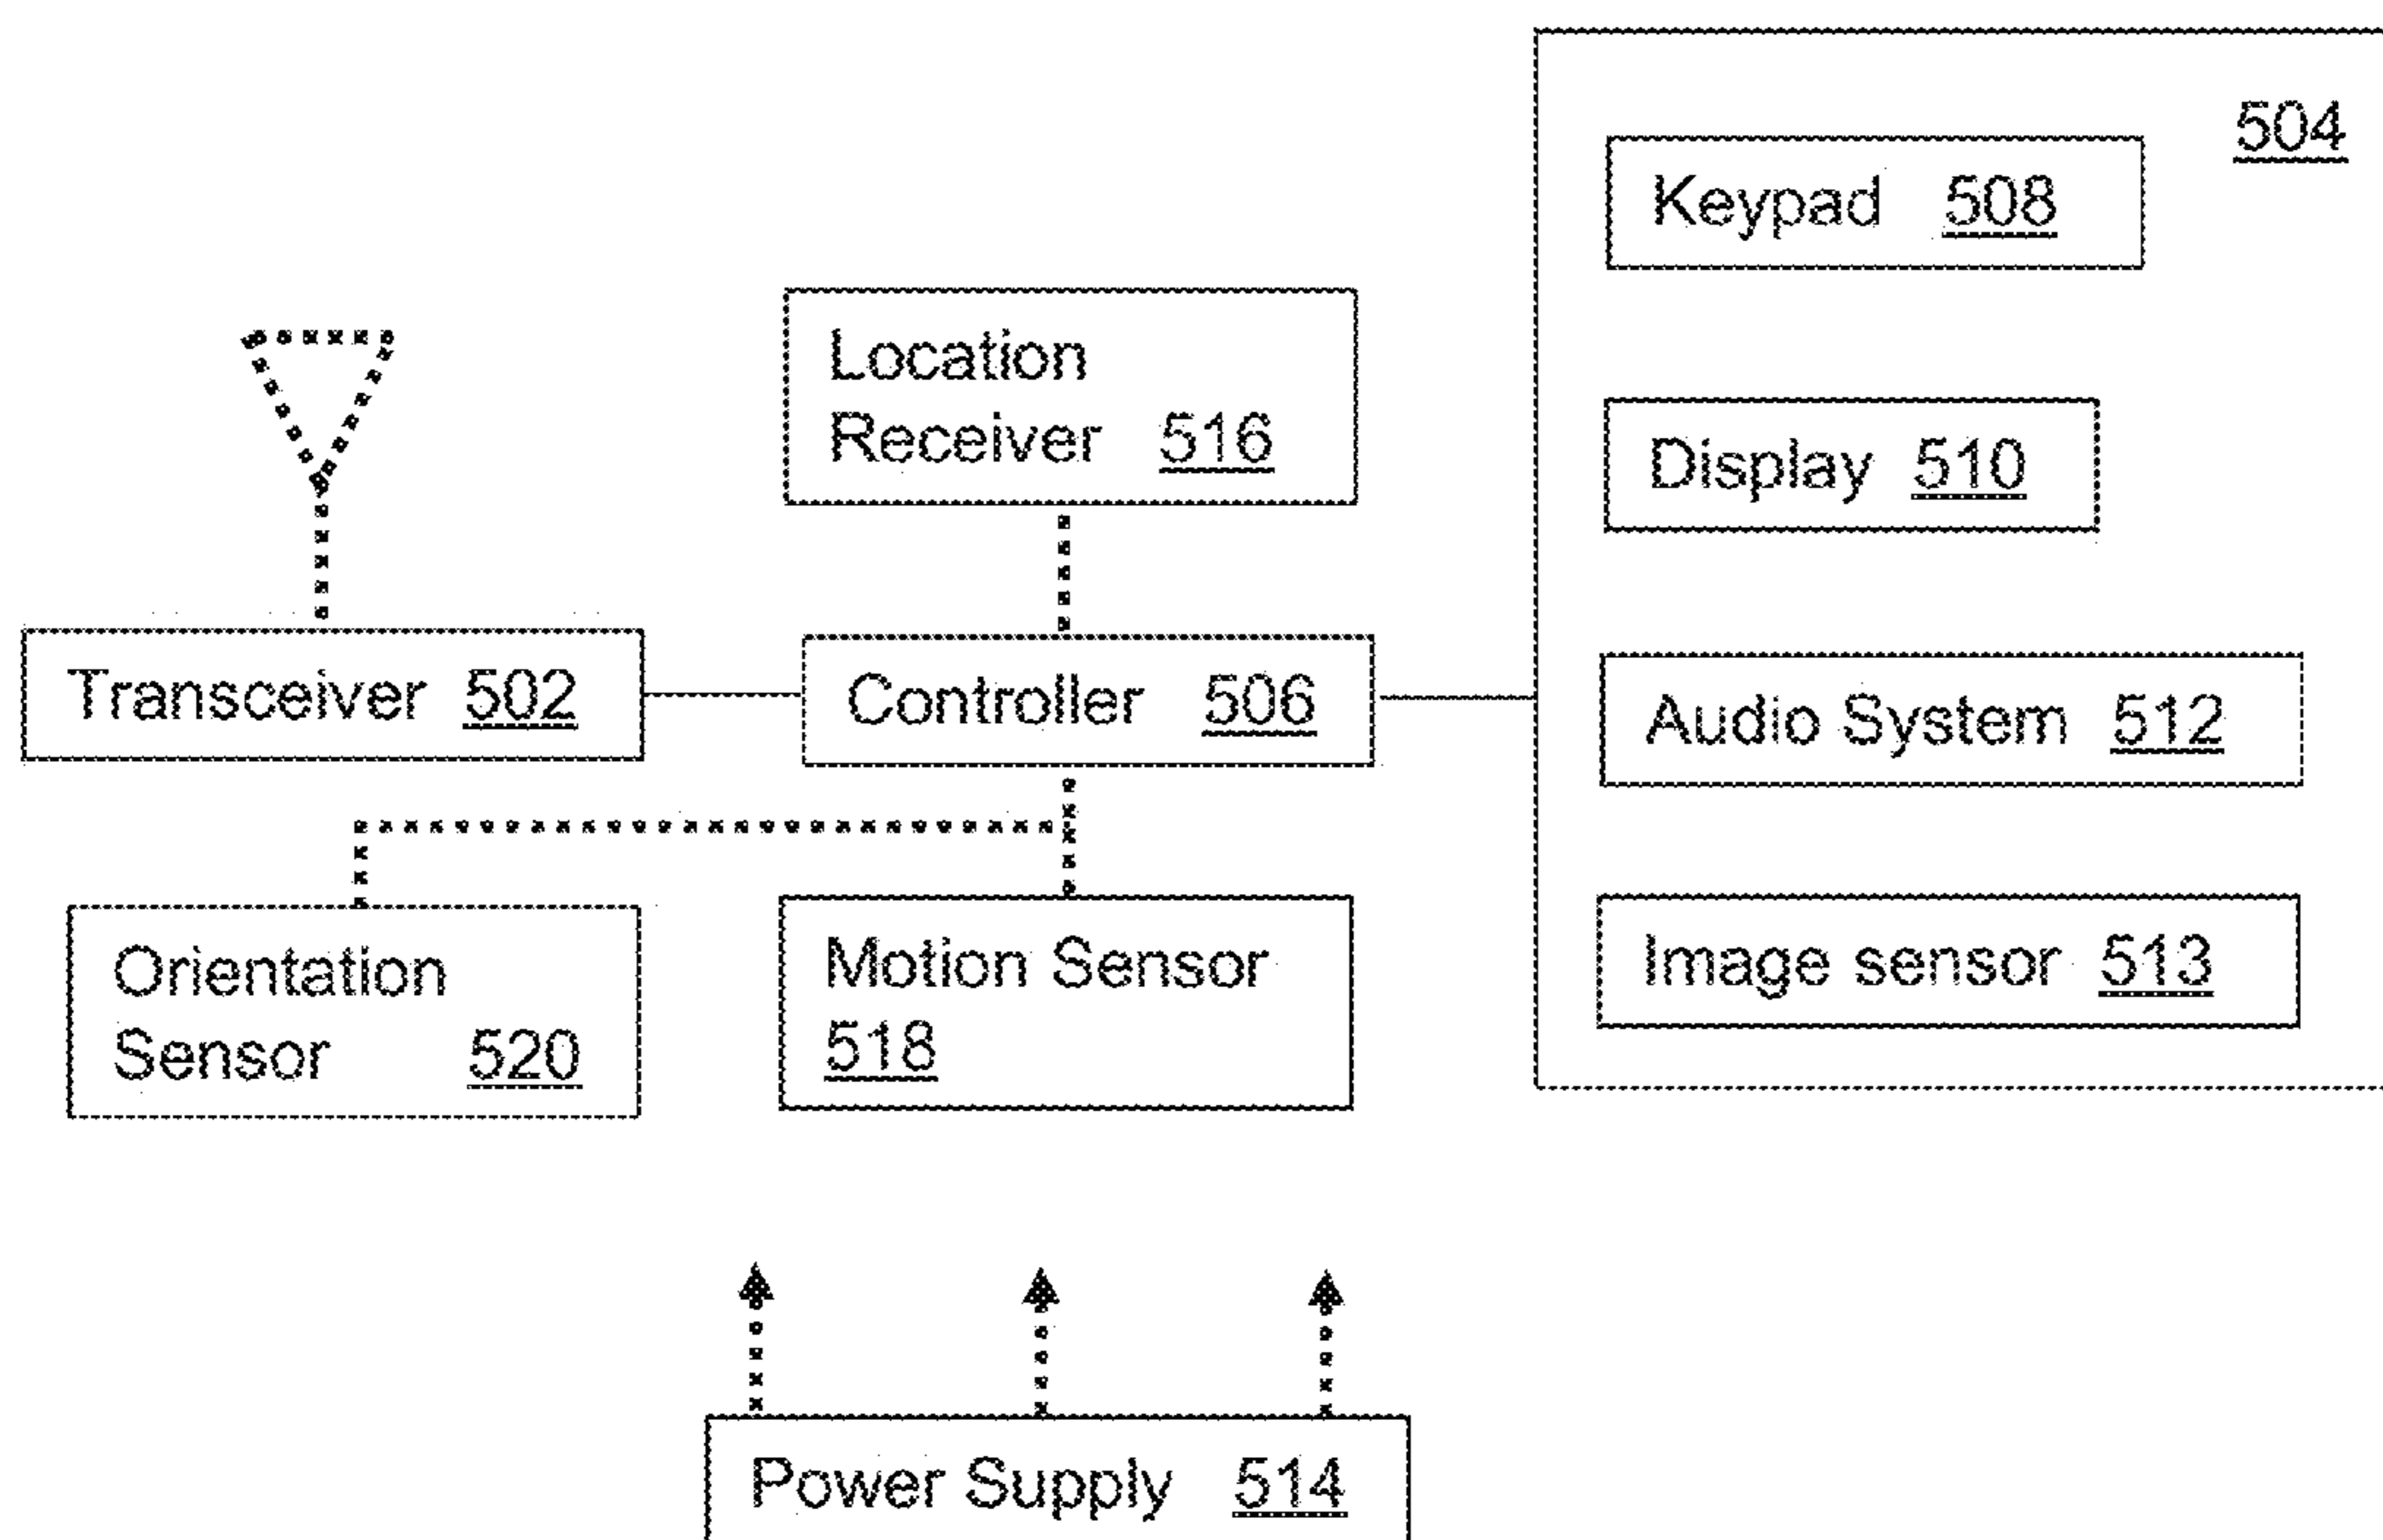 504
Keypad 508
Location
Receiver 516
Display 510
Transceiver 502
Controller 506
Audio System 512
Orientation
Sensor 520
Motion Sensor
518
Image sensor 513
Power Supply 514